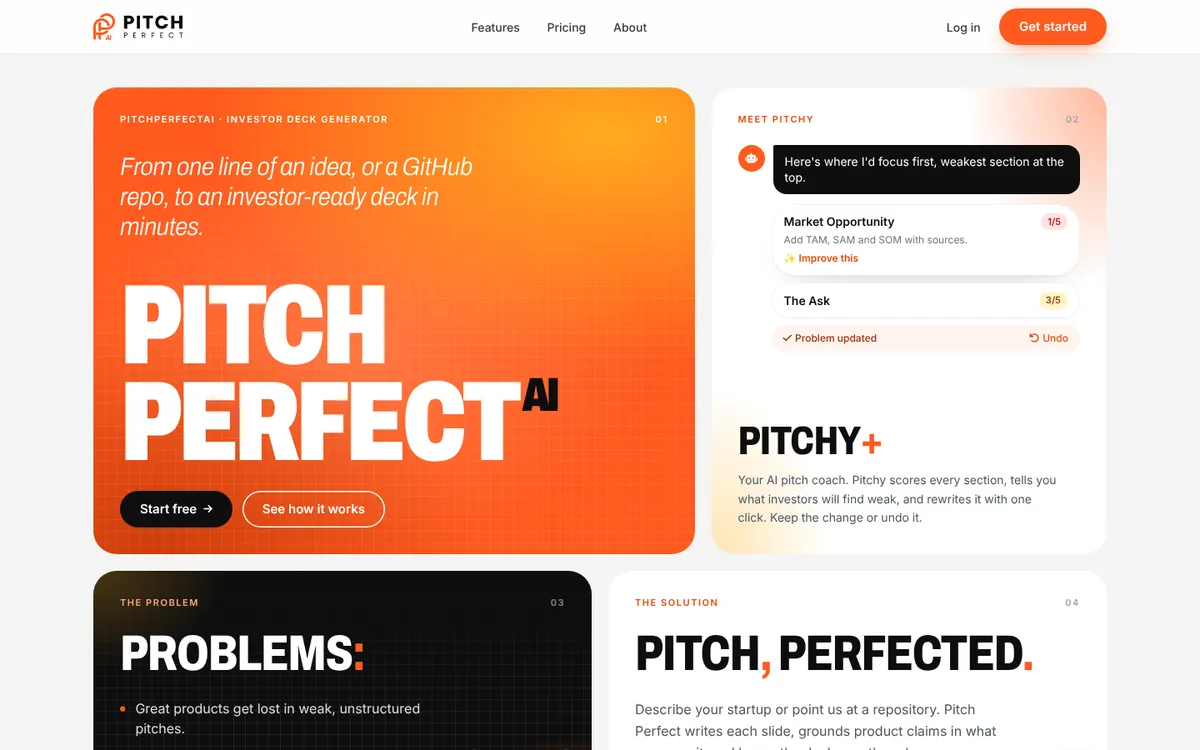 PITCH
PERFECT
AI
Features
Pricing
About
Log in
Get started
PITCHPERFECTAI · INVESTOR DECK GENERATOR
01
From one line of an idea, or a GitHub
repo, to an investor-ready deck in
minutes.
PITCH
PERFECTAI
Start free →
See how it works
MEET PITCHY
02
Here's where I'd focus first, weakest section at the
top.
Market Opportunity
1/5
Add TAM, SAM and SOM with sources.
✨ Improve this
The Ask
3/5
✓ Problem updated
Undo
PITCHY+
Your AI pitch coach. Pitchy scores every section, tells you
what investors will find weak, and rewrites it with one
click. Keep the change or undo it.
THE PROBLEM
03
PROBLEMS:
• Great products get lost in weak, unstructured
pitches.
THE SOLUTION
04
PITCH, PERFECTED.
Describe your startup or point us at a repository. Pitch
Perfect writes each slide, grounds product claims in what